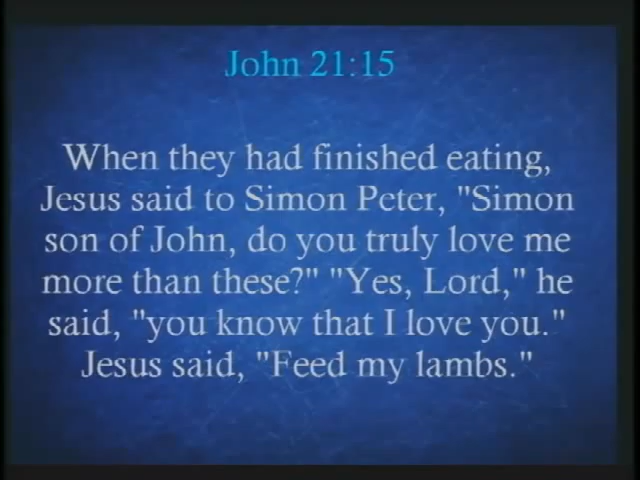 John 21:15
When they had finished eating,
Jesus said to Simon Peter, "Simon
son of John, do you truly love me
more than these?" "Yes, Lord," he
said, "you know that I love you."
Jesus said, "Feed my lambs."